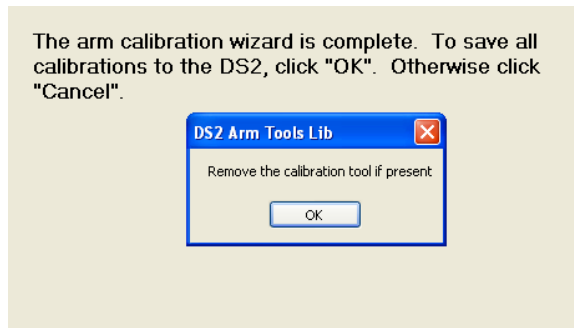 The arm calibration wizard is complete.  To save all
calibrations to the DS2, click "OK".  Otherwise click
"Cancel".
DS2 Arm Tools Lib
Remove the calibration tool if present
OK